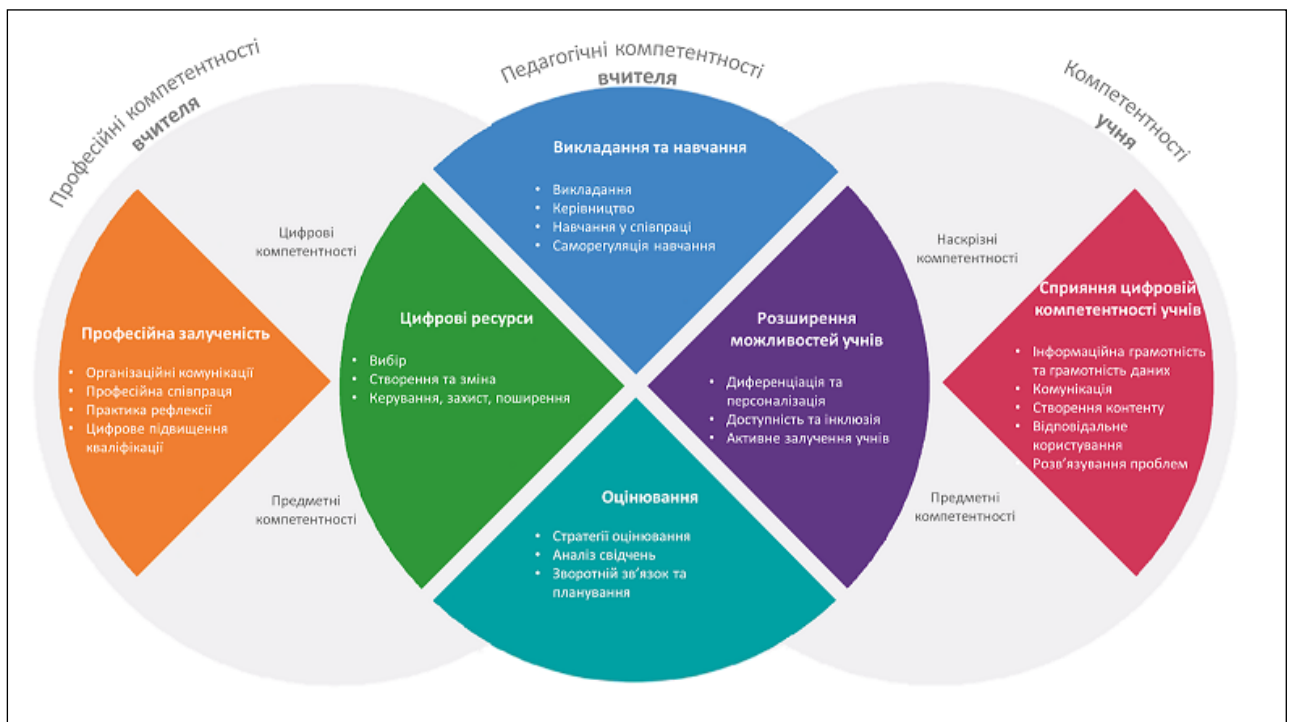 Професійні компетентності
вчителя
Педагогічні компетентності
вчителя
Компетентності
учня
Викладання та навчання
• Викладання
• Керівництво
• Навчання у співпраці
• Саморегуляція навчання
Цифрові
компетентності
Наскрізні
компетентності
Професійна залученість
• Організаційні комунікації
• Професійна співпраця
• Практика рефлексії
• Цифрове підвищення
кваліфікації
Цифрові ресурси
• Вибір
• Створення та зміна
• Керування, захист, поширення
Розширення
можливостей учнів
• Диференціація та
персоналізація
• Доступність та інклюзія
• Активне залучення учнів
Сприяння цифровій
компетентності учнів
• Інформаційна грамотність
та грамотність даних
• Комунікація
• Створення контенту
• Відповідальне
користування
• Розв'язування проблем
Предметні
компетентності
Предметні
компетентності
Оцінювання
• Стратегії оцінювання
• Аналіз свідчень
• Зворотній зв'язок та
планування